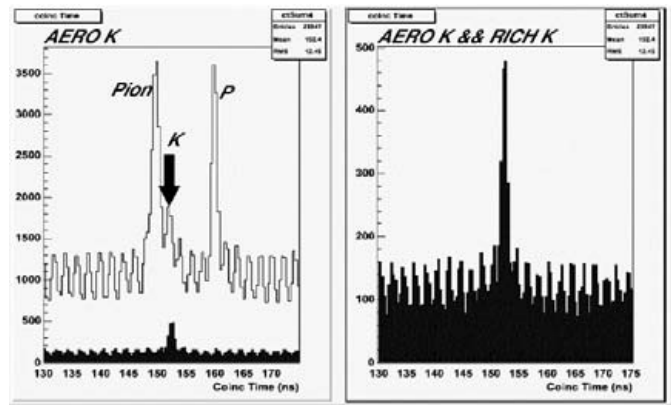 coinc Time
Entries
Mean
RMS
AERO K
Pion
P
K
3500
3000
2500
2000
1500
1000
500
0
130 135 140 145 150 155 160 165 170
Coinc Time (ns)
coinc Time
Entries
Mean
RMS
AERO K && RICH K
500
400
300
200
100
0
130 135 140 145 150 155 160 165 170 175
Coinc Time (ns)